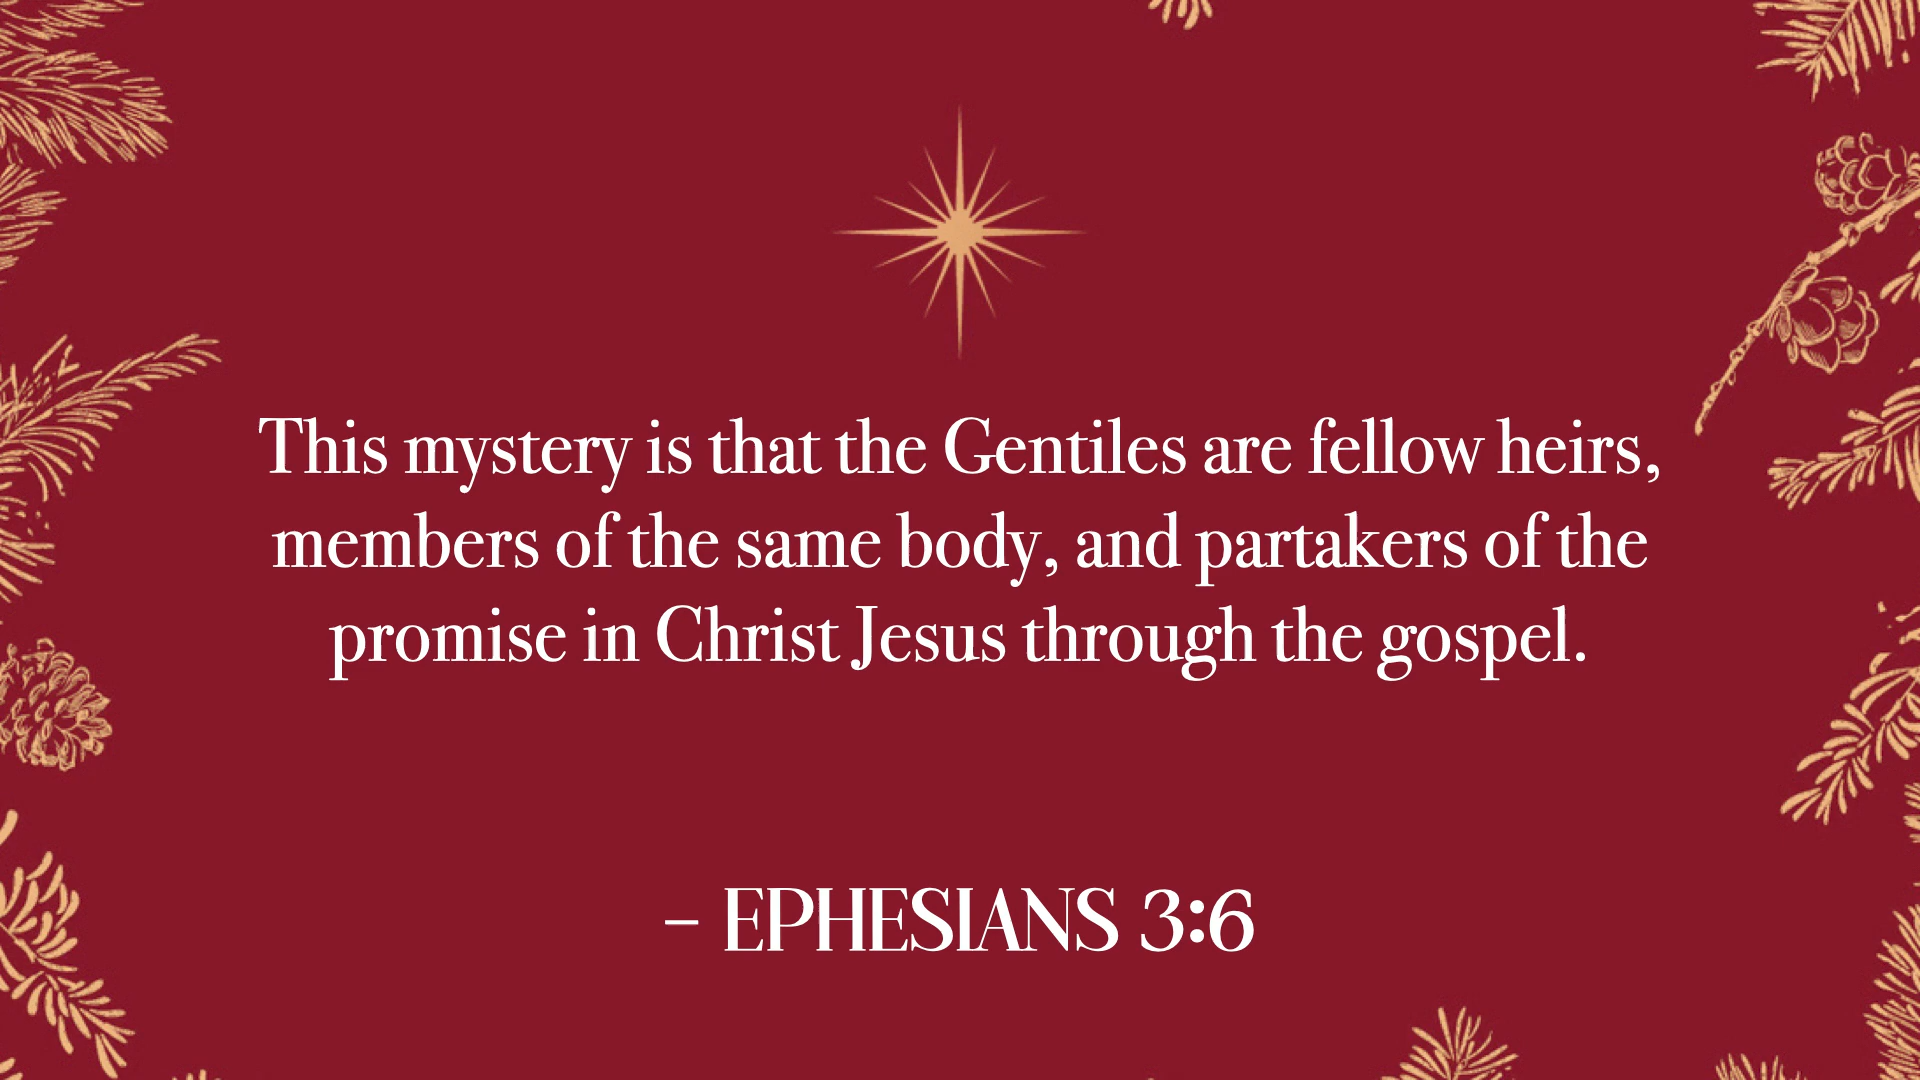 This mystery is that the Gentiles are fellow heirs,
members of the same body, and partakers of the
promise in Christ Jesus through the gospel.
– EPHESIANS 3:6